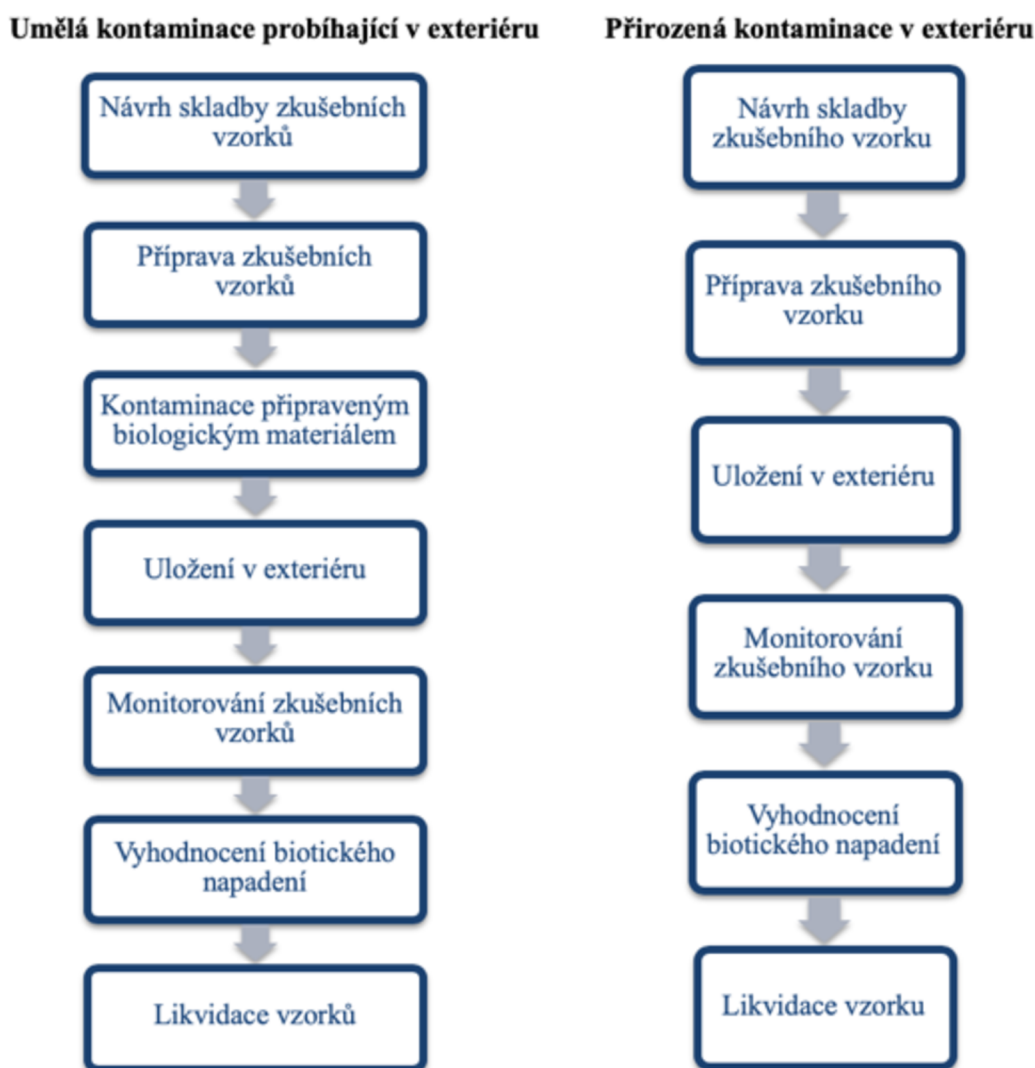 Umělá kontaminace probíhající v exteriéru
Návrh skladby zkušebních
vzorků
Příprava zkušebních
vzorků
Kontaminace připraveným
biologickým materiálem
Uložení v exteriéru
Monitorování zkušebních
vzorků
Vyhodnocení biotického
napadení
Likvidace vzorků
Přirozená kontaminace v exteriéru
Návrh skladby
zkušebního vzorku
Příprava zkušebního
vzorku
Uložení v exteriéru
Monitorování
zkušebního vzorku
Vyhodnocení
biotického napadení
Likvidace vzorku